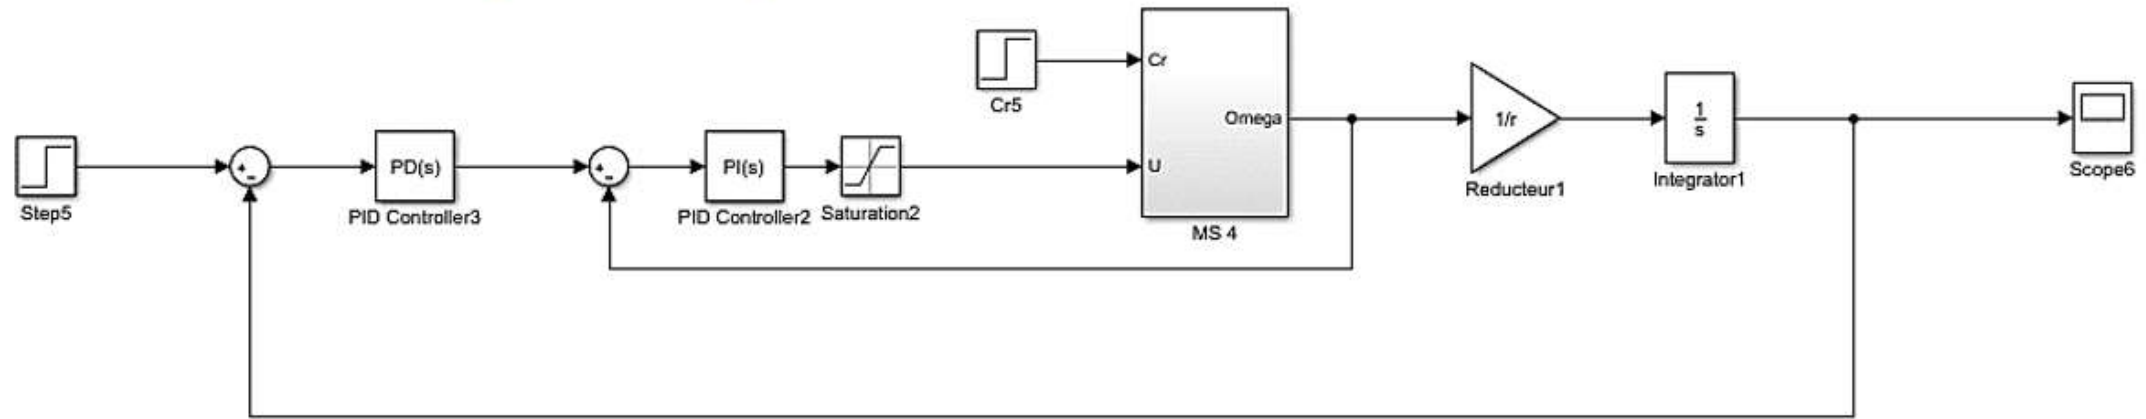 Cr
Cr5
Omega
U
MS 4
1/r
Reducteur1
1
s
Integrator1
Scope6
Step5
+
-
PD(s)
PID Controller3
+
-
PI(s)
PID Controller2
Saturation2